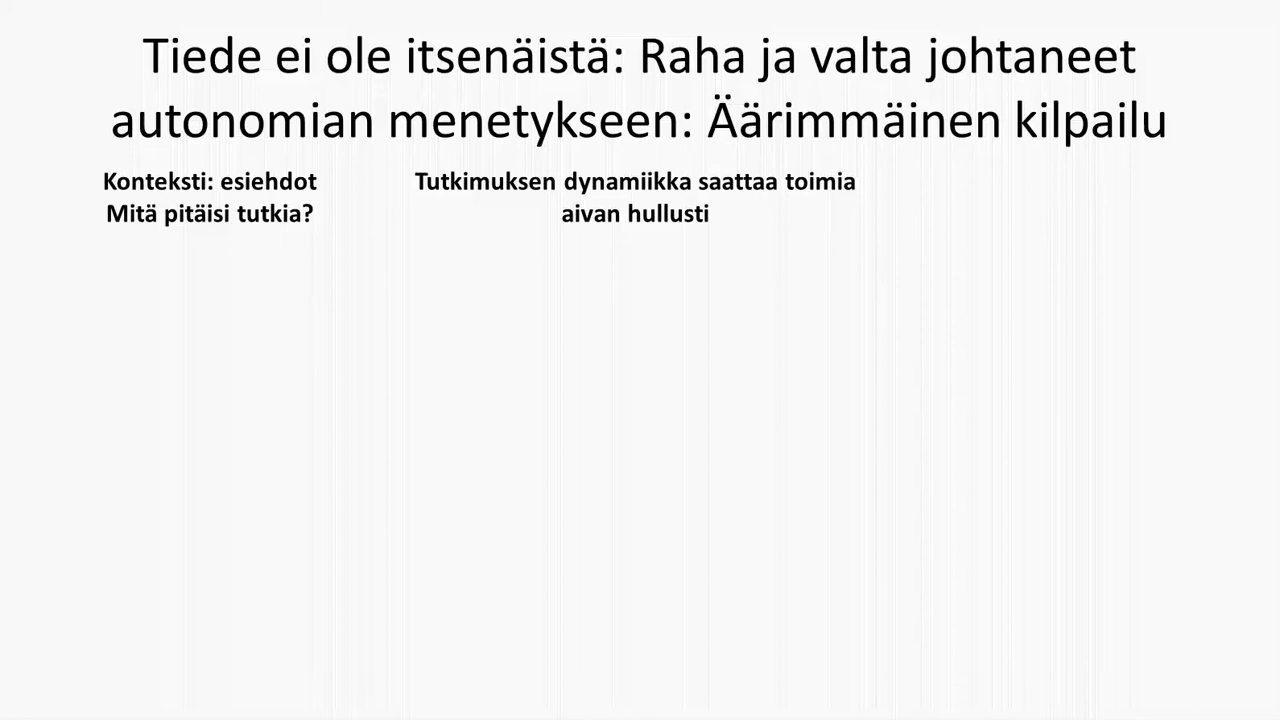 Tiede ei ole itsenäistä: Raha ja valta johtaneet
autonomian menetykseen: Äärimmäinen kilpailu
Konteksti: esiehdot
Mitä pitäisi tutkia?
Tutkimuksen dynamiikka saattaa toimia
aivan hullusti